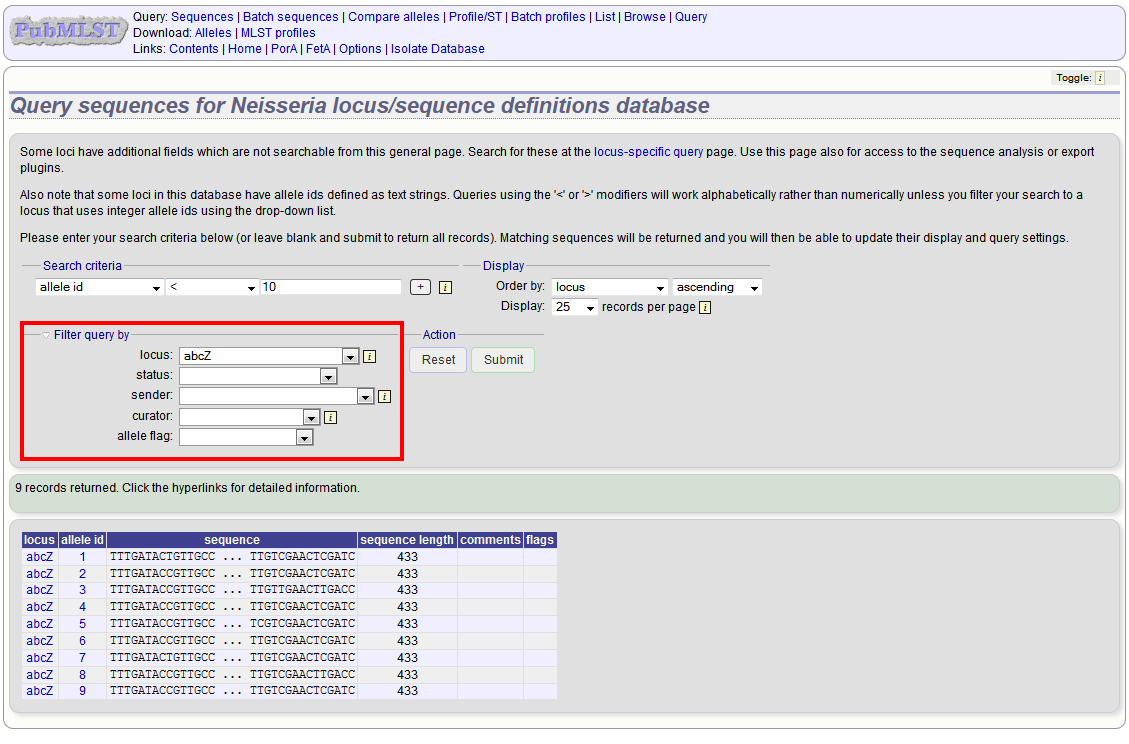 PubMLST
Query: Sequences | Batch sequences | Compare alleles | Profile/ST | Batch profiles | List | Browse | Query
Download: Alleles | MLST profiles
Links: Contents | Home | PorA | FetA | Options | Isolate Database
Toggle: i
Query sequences for Neisseria locus/sequence definitions database
Some loci have additional fields which are not searchable from this general page. Search for these at the locus-specific query page. Use this page also for access to the sequence analysis or export
plugins.
Also note that some loci in this database have allele ids defined as text strings. Queries using the '<' or '>' modifiers will work alphabetically rather than numerically unless you filter your search to a
locus that uses integer allele ids using the drop-down list.
Please enter your search criteria below (or leave blank and submit to return all records). Matching sequences will be returned and you will then be able to update their display and query settings.
Search criteria
allele id < 10 + i
Display
Order by: locus ascending
Display: 25 records per page i
Filter query by
locus: abcZ i
status:
sender: i
curator: i
allele flag:
Action
Reset Submit
9 records returned. Click the hyperlinks for detailed information.
locus allele id sequence sequence length comments flags
abcZ 1 TTTGATACTGTTGCC ... TTGTCGAACTCGATC 433
abcZ 2 TTTGATACCGTTGCC ... TTGTCGAACTCGATC 433
abcZ 3 TTTGATACCGTTGCC ... TTGTTGAACTTGACC 433
abcZ 4 TTTGATACCGTTGCC ... TTGTCGAACTCGATC 433
abcZ 5 TTTGATACCGTTGCC ... TCGTCGAACTCGATC 433
abcZ 6 TTTGATACCGTTGCC ... TTGTCGAACTCGATC 433
abcZ 7 TTTGATACTGTTGCC ... TTGTCGAACTCGATC 433
abcZ 8 TTTGATACCGTTGCC ... TTGTCGAACTTGACC 433
abcZ 9 TTTGATACCGTTGCC ... TTGTCGAACTCGATC 433